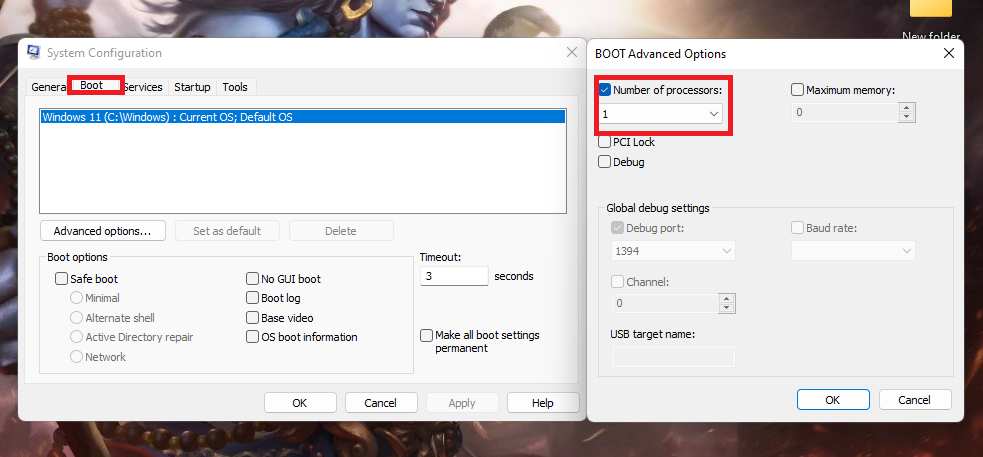 New folder
System Configuration
General Boot Services Startup Tools
Windows 11 (C:\Windows) : Current OS; Default OS
Advanced options... Set as default Delete
Boot options
Safe boot
Minimal
Alternate shell
Active Directory repair
Network
No GUI boot
Boot log
Base video
OS boot information
Timeout:
3 seconds
Make all boot settings
permanent
OK Cancel Apply Help
BOOT Advanced Options
Number of processors:
1
Maximum memory:
0
PCI Lock
Debug
Global debug settings
Debug port:
1394
Baud rate:
Channel:
0
USB target name:
OK Cancel